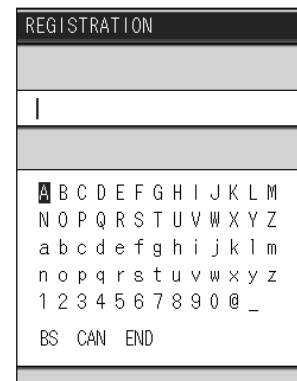 REGISTRATION
A B C D E F G H I J K L M
N O P Q R S T U V W X Y Z
a b c d e f g h i j k l m
n o p q r s t u v w x y z
1 2 3 4 5 6 7 8 9 0 @ _
BS CAN END